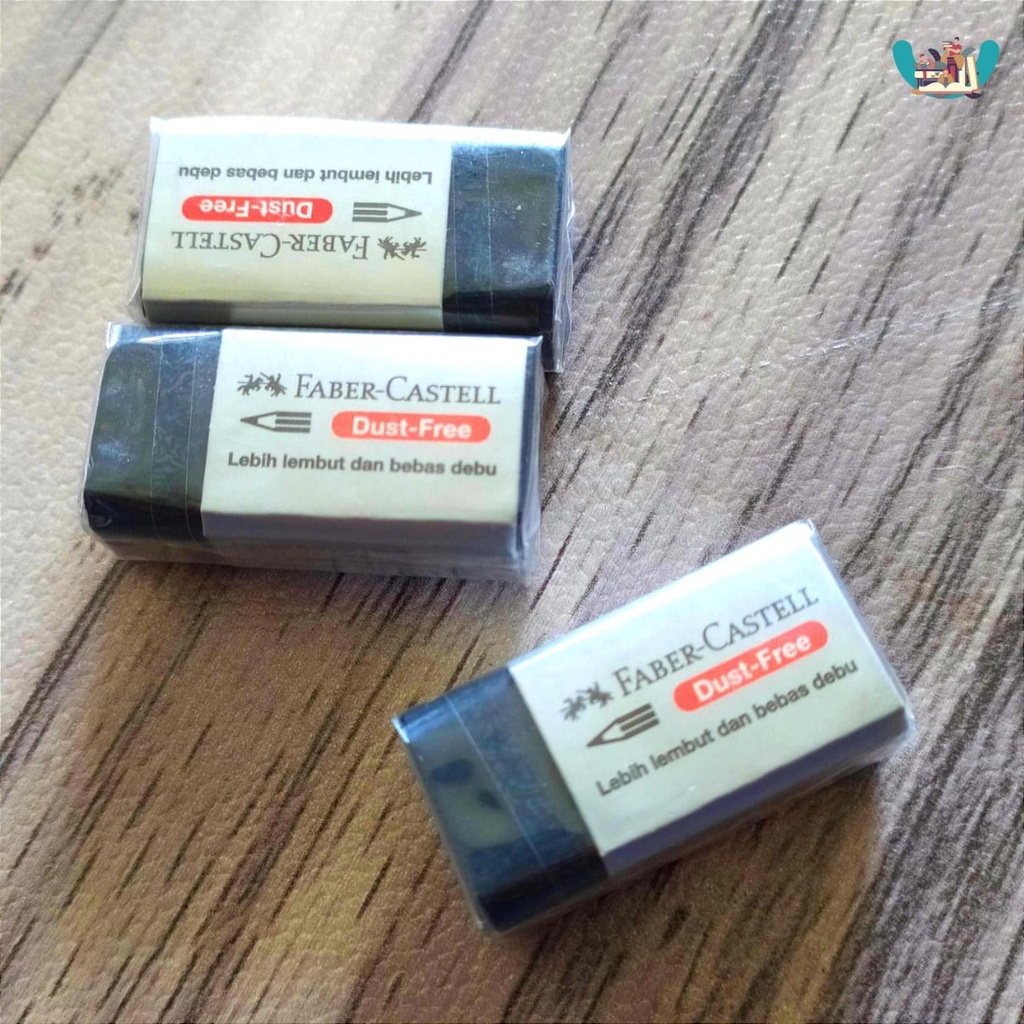 Faber-Castell
Dust-Free
Lebih lembut dan bebas debu
Faber-Castell
Dust-Free
Lebih lembut dan bebas debu
Faber-Castell
Dust-Free
Lebih lembut dan bebas debu